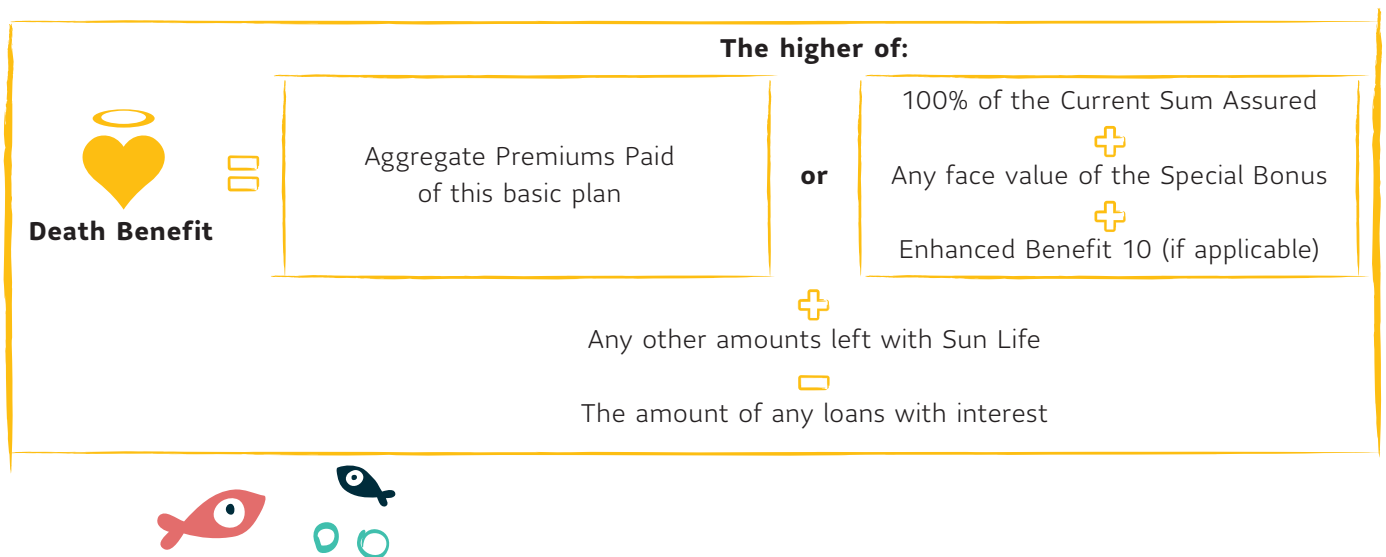 The higher of:
Death Benefit
Aggregate Premiums Paid
of this basic plan
or
100% of the Current Sum Assured
Any face value of the Special Bonus
Enhanced Benefit 10 (if applicable)
Any other amounts left with Sun Life
The amount of any loans with interest